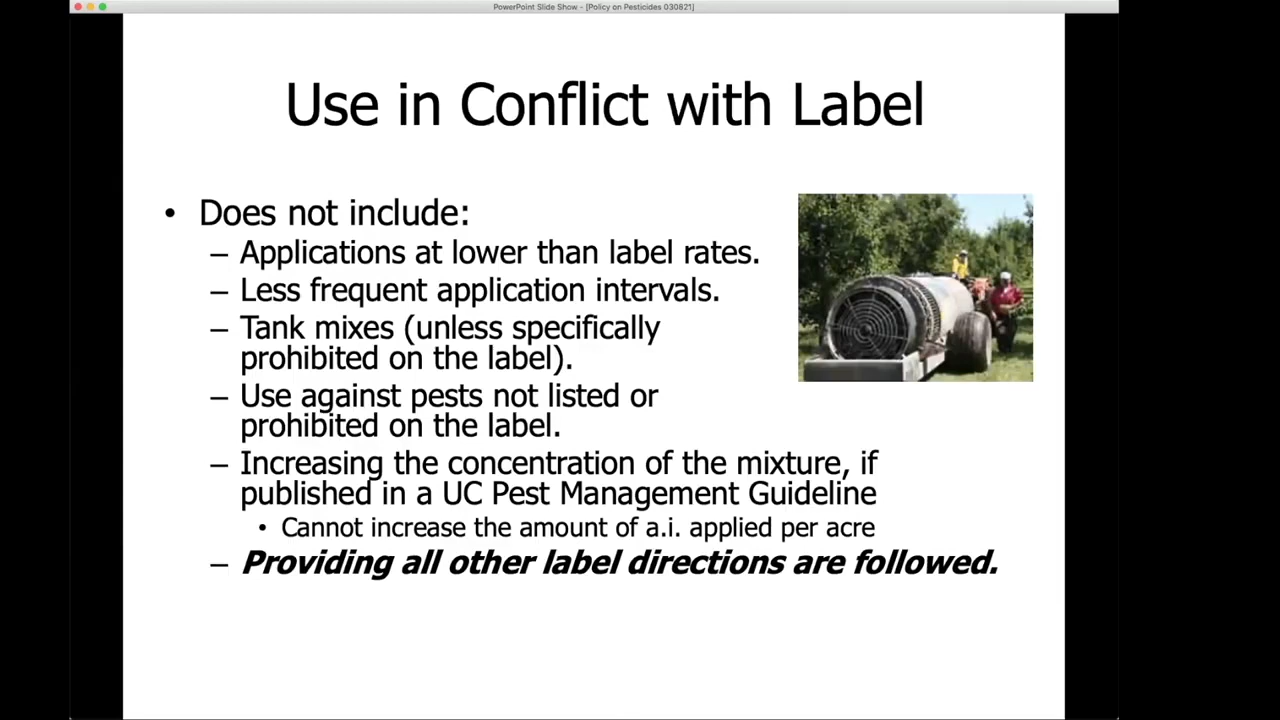 PowerPoint Slide Show - [Policy on Pesticides 030821]
Use in Conflict with Label
• Does not include:
– Applications at lower than label rates.
– Less frequent application intervals.
– Tank mixes (unless specifically
prohibited on the label).
– Use against pests not listed or
prohibited on the label.
– Increasing the concentration of the mixture, if
published in a UC Pest Management Guideline
• Cannot increase the amount of a.i. applied per acre
– Providing all other label directions are followed.